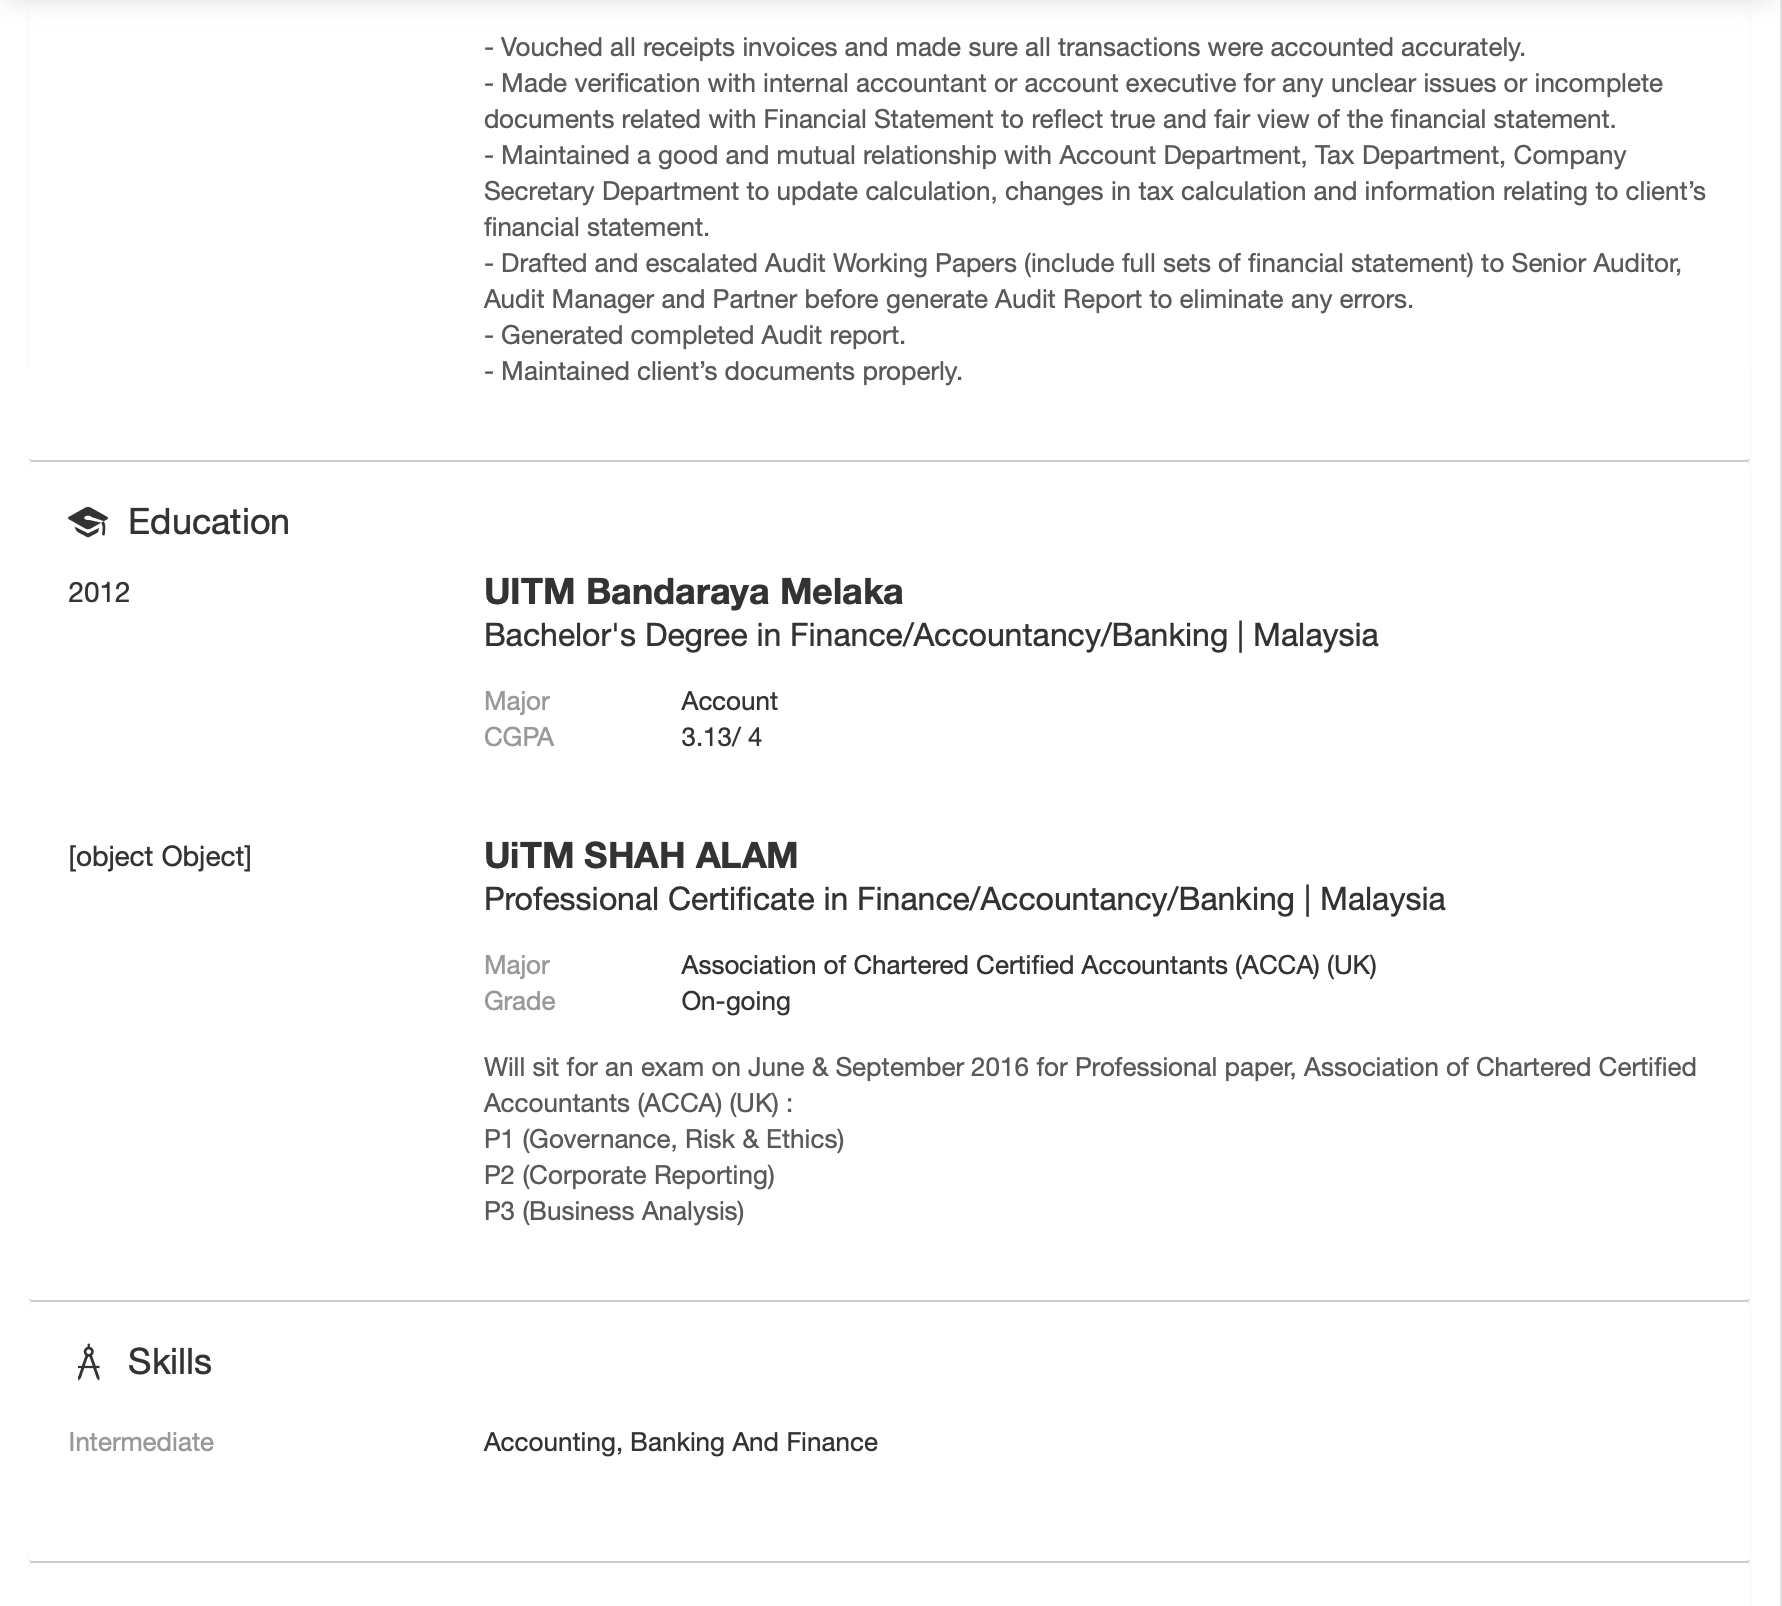 - Vouched all receipts invoices and made sure all transactions were accounted accurately.
- Made verification with internal accountant or account executive for any unclear issues or incomplete
documents related with Financial Statement to reflect true and fair view of the financial statement.
- Maintained a good and mutual relationship with Account Department, Tax Department, Company
Secretary Department to update calculation, changes in tax calculation and information relating to client’s
financial statement.
- Drafted and escalated Audit Working Papers (include full sets of financial statement) to Senior Auditor,
Audit Manager and Partner before generate Audit Report to eliminate any errors.
- Generated completed Audit report.
- Maintained client’s documents properly.
Education
2012
UITM Bandaraya Melaka
Bachelor's Degree in Finance/Accountancy/Banking | Malaysia
Major Account
CGPA 3.13/ 4
[object Object]
UiTM SHAH ALAM
Professional Certificate in Finance/Accountancy/Banking | Malaysia
Major Association of Chartered Certified Accountants (ACCA) (UK)
Grade On-going
Will sit for an exam on June & September 2016 for Professional paper, Association of Chartered Certified
Accountants (ACCA) (UK) :
P1 (Governance, Risk & Ethics)
P2 (Corporate Reporting)
P3 (Business Analysis)
Skills
Intermediate Accounting, Banking And Finance